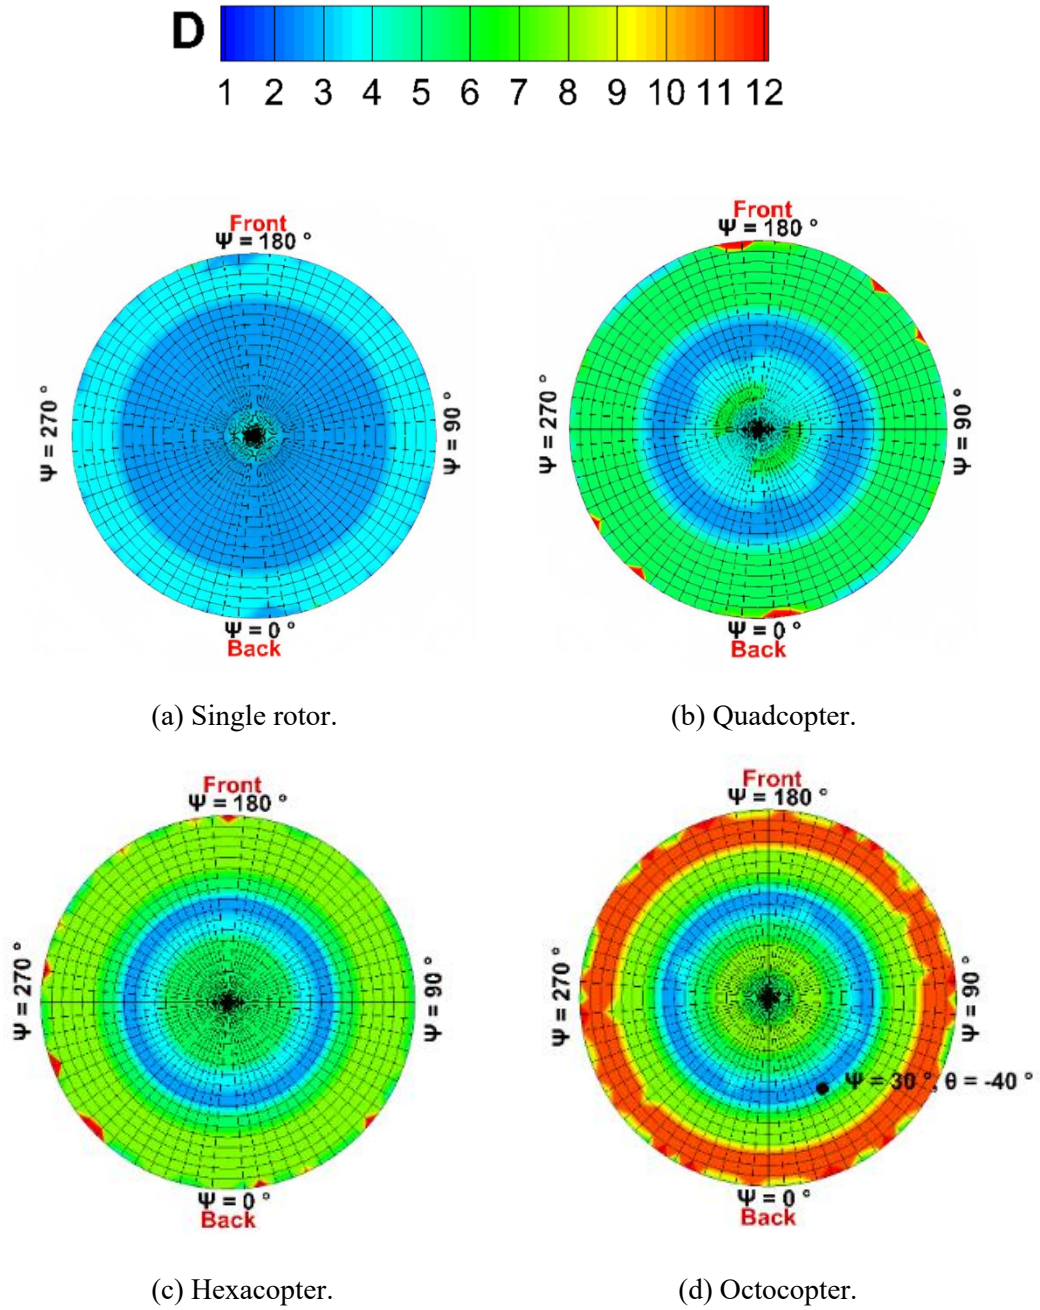 D
1 2 3 4 5 6 7 8 9 10 11 12
Front
Ψ = 180 °
Ψ = 270 °
Ψ = 90 °
Ψ = 0 °
Back
(a) Single rotor.
Front
Ψ = 180 °
Ψ = 270 °
Ψ = 90 °
Ψ = 0 °
Back
(b) Quadcopter.
Front
Ψ = 180 °
Ψ = 270 °
Ψ = 90 °
Ψ = 0 °
Back
(c) Hexacopter.
Front
Ψ = 180 °
Ψ = 270 °
Ψ = 90 °
Ψ = 30 °, θ = -40 °
Ψ = 0 °
Back
(d) Octocopter.